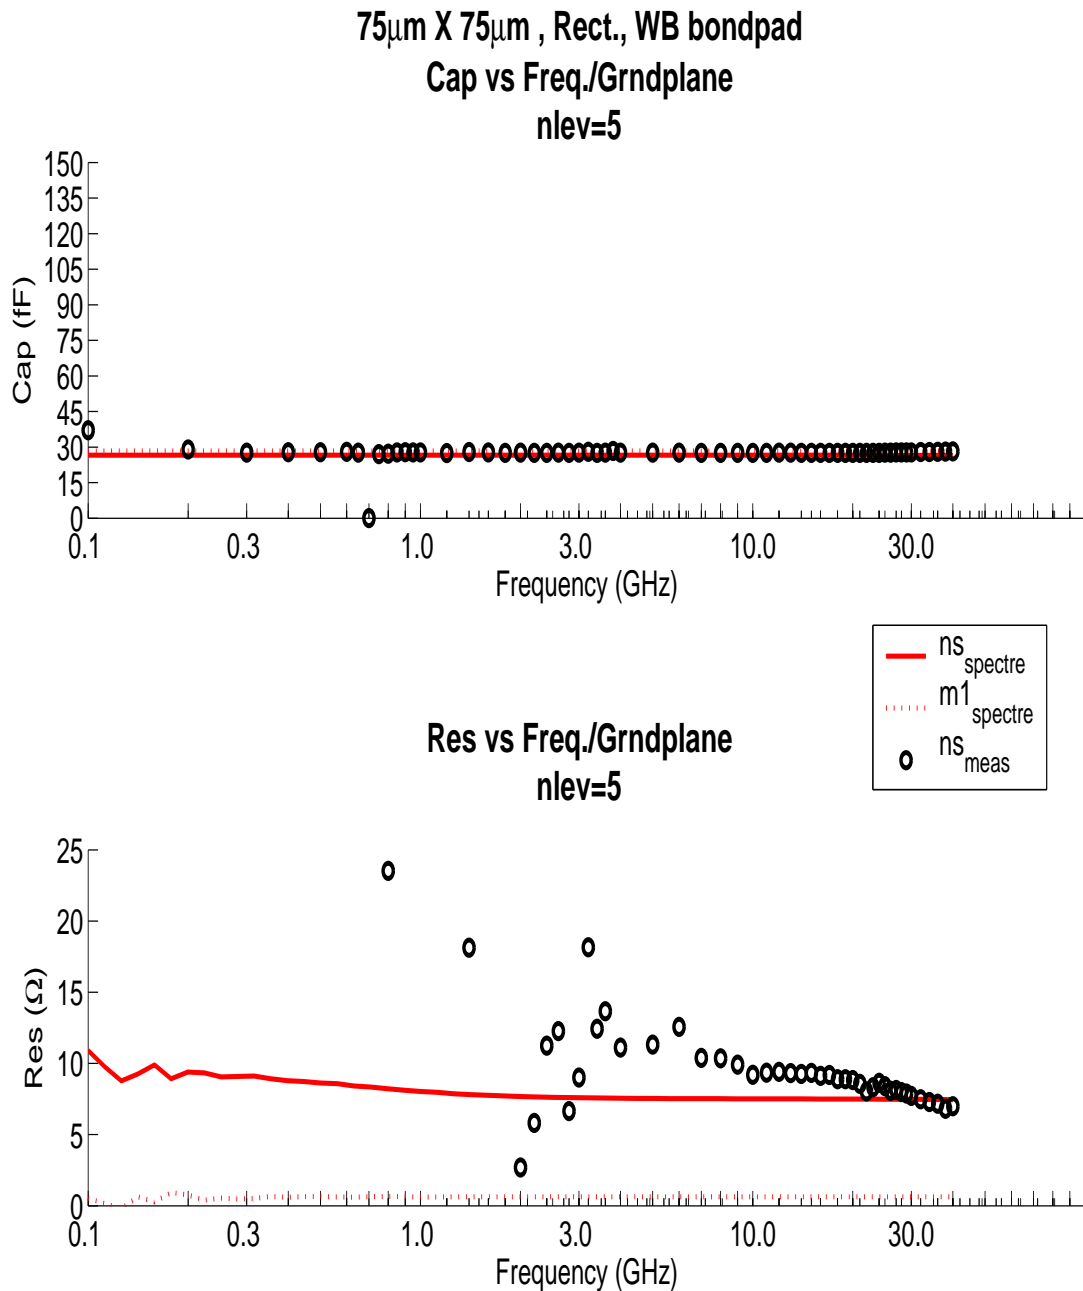 75μm X 75μm , Rect., WB bondpad
Cap vs Freq./Grndplane
nlev=5
150
135
120
105
90
75
60
45
30
15
0
Cap (fF)
0.1 0.3 1.0 3.0 10.0 30.0
Frequency (GHz)
ns spectre
m1 spectre
ns meas
Res vs Freq./Grndplane
nlev=5
25
20
15
10
5
0
Res (Ω)
0.1 0.3 1.0 3.0 10.0 30.0
Frequency (GHz)